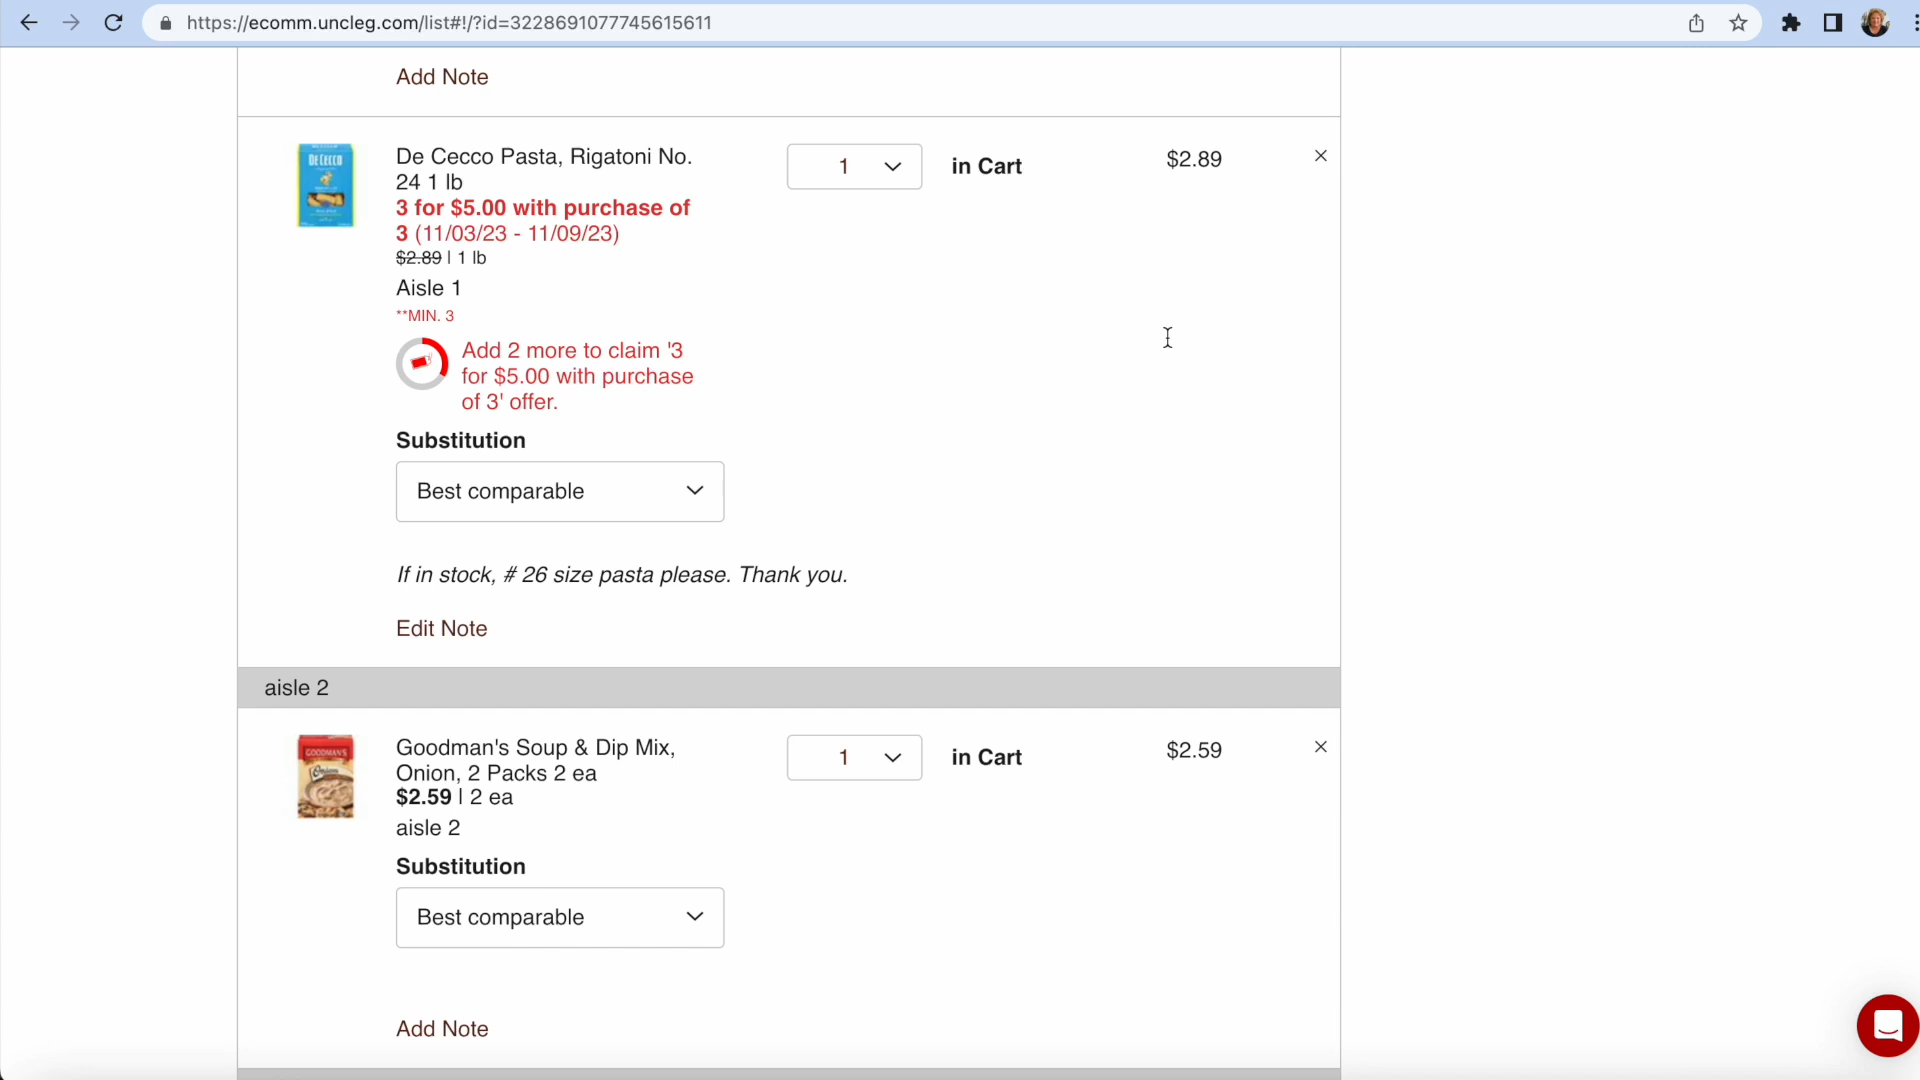 https://ecomm.uncleg.com/list#!/?id=3228691077745615611
Add Note
De Cecco Pasta, Rigatoni No.
24 1 lb
3 for $5.00 with purchase of
3 (11/03/23 - 11/09/23)
$2.89 | 1 lb
Aisle 1
**MIN. 3
Add 2 more to claim '3
for $5.00 with purchase
of 3' offer.
1
in Cart
$2.89
DE CECCO
Substitution
Best comparable
If in stock, # 26 size pasta please. Thank you.
Edit Note
aisle 2
GOODMAN'S
Onion
Goodman's Soup & Dip Mix,
Onion, 2 Packs 2 ea
$2.59 | 2 ea
aisle 2
1
in Cart
$2.59
Substitution
Best comparable
Add Note